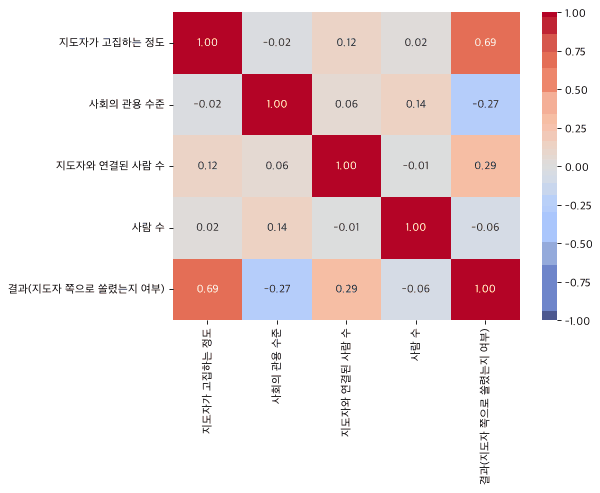 지도자가 고집하는 정도 1.00 -0.02 0.12 0.02 0.69
사회의 관용 수준 -0.02 1.00 0.06 0.14 -0.27
지도자와 연결된 사람 수 0.12 0.06 1.00 -0.01 0.29
사람 수 0.02 0.14 -0.01 1.00 -0.06
결과(지도자 쪽으로 쏠렸는지 여부) 0.69 -0.27 0.29 -0.06 1.00
지도자가 고집하는 정도
사회의 관용 수준
지도자와 연결된 사람 수
사람 수
결과(지도자 쪽으로 쏠렸는지 여부)
1.00
0.75
0.50
0.25
0.00
-0.25
-0.50
-0.75
-1.00